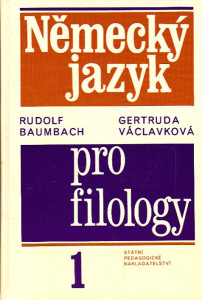 Německý
jazyk
RUDOLF
BAUMBACH
GERTRUDA
VÁCLAVKOVÁ
pro
filology
1
STÁTNÍ
PEDAGOGICKÉ
NAKLADATELSTVÍ